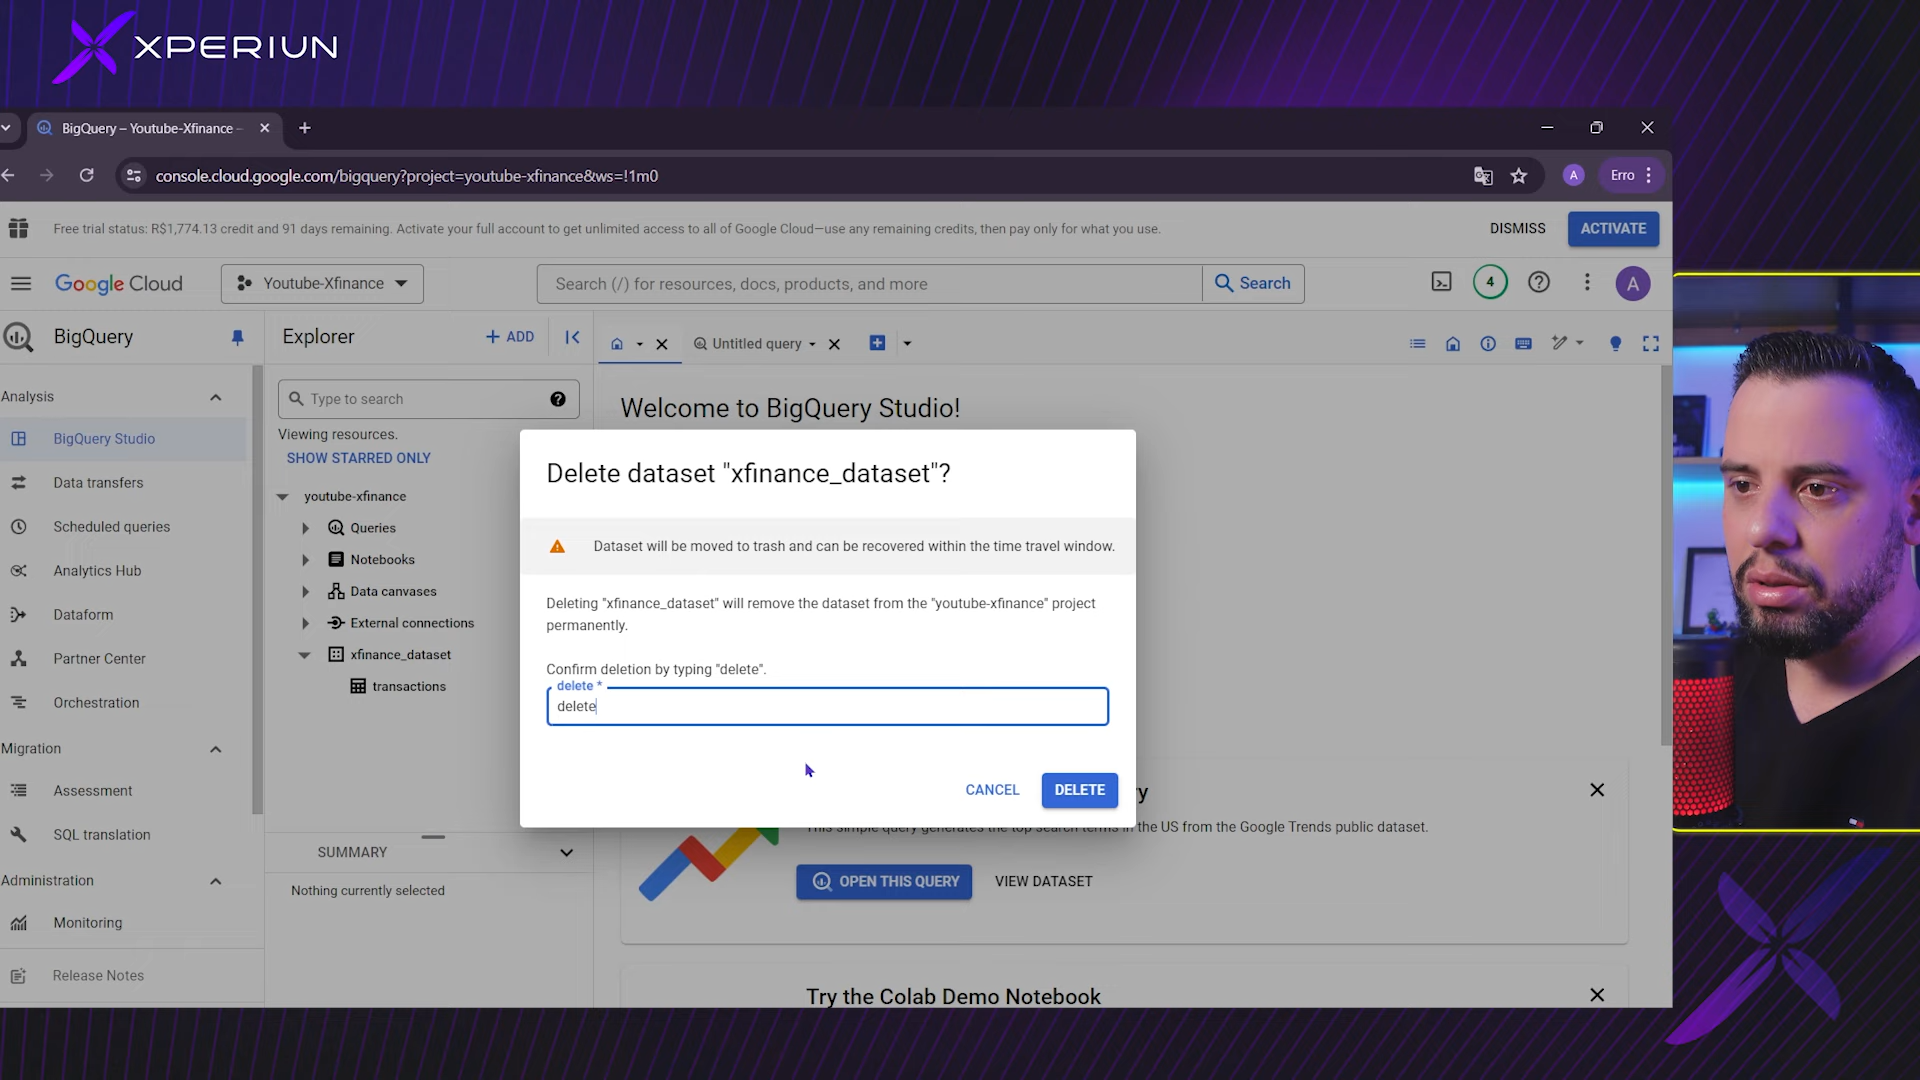 XPERIUN
BigQuery – Youtube-Xfinance –
console.cloud.google.com/bigquery?project=youtube-xfinance&ws=!1m0
A
Erro
Free trial status: R$1,774.13 credit and 91 days remaining. Activate your full account to get unlimited access to all of Google Cloud—use any remaining credits, then pay only for what you use.
DISMISS
ACTIVATE
Google Cloud
Youtube-Xfinance
Search (/) for resources, docs, products, and more
Search
4
A
BigQuery
Explorer
+ ADD
Untitled query
Analysis
BigQuery Studio
Data transfers
Scheduled queries
Analytics Hub
Dataform
Partner Center
Orchestration
Migration
Assessment
SQL translation
Administration
Monitoring
Release Notes
Type to search
Viewing resources.
SHOW STARRED ONLY
youtube-xfinance
Queries
Notebooks
Data canvases
External connections
xfinance_dataset
transactions
SUMMARY
Nothing currently selected
Welcome to BigQuery Studio!
Delete dataset "xfinance_dataset"?
Dataset will be moved to trash and can be recovered within the time travel window.
Deleting "xfinance_dataset" will remove the dataset from the "youtube-xfinance" project
permanently.
Confirm deletion by typing "delete".
delete *
delete
CANCEL
DELETE
This simple query generates the top search terms in the US from the Google Trends public dataset.
OPEN THIS QUERY
VIEW DATASET
Try the Colab Demo Notebook